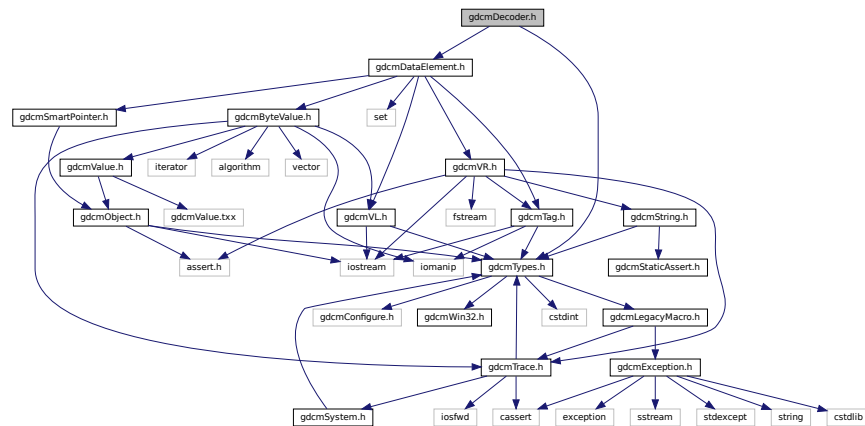 gdcmDecoder.h
gdcmDataElement.h
gdcmSmartPointer.h
gdcmByteValue.h
set
gdcmValue.h
iterator
algorithm
vector
gdcmVR.h
gdcmObject.h
gdcmValue.txx
gdcmVL.h
fstream
gdcmTag.h
gdcmString.h
assert.h
iostream
iomanip
gdcmTypes.h
gdcmStaticAssert.h
gdcmConfigure.h
gdcmWin32.h
cstdint
gdcmLegacyMacro.h
gdcmTrace.h
gdcmException.h
gdcmSystem.h
iosfwd
cassert
exception
sstream
stdexcept
string
cstdlib